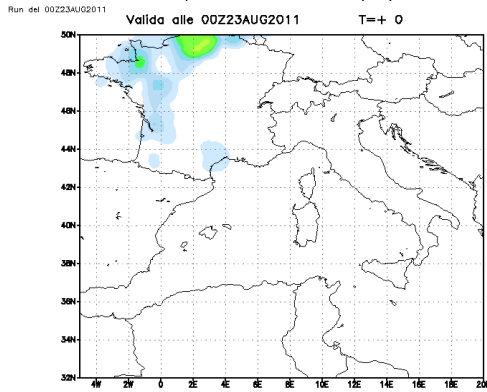 Run del 00Z23AUG2011
Valida alle 00Z23AUG2011 T=+ 0
50N
48N
46N
44N
42N
40N
38N
36N
34N
32N
4W 2W 0 2E 4E 6E 8E 10E 12E 14E 16E 18E 20